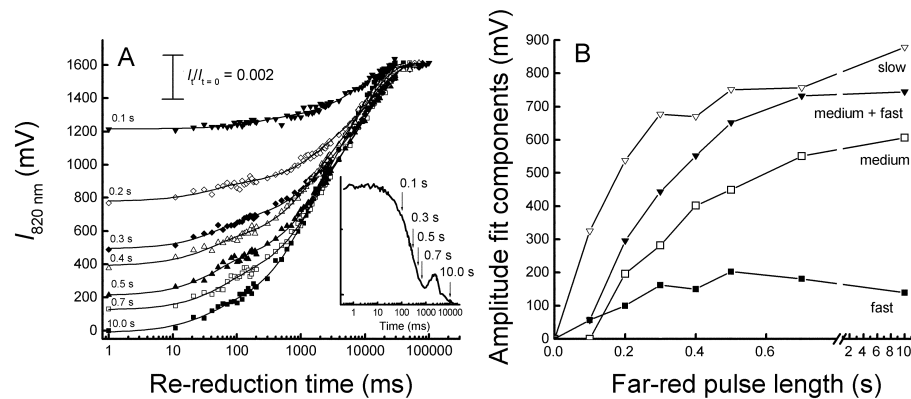 A
I_t/I_{t=0} = 0.002
I_{820 nm} (mV)
1600
1400
1200
1000
800
600
400
200
0
0.1 s
0.2 s
0.3 s
0.4 s
0.5 s
0.7 s
10.0 s
0.1 s
0.3 s
0.5 s
0.7 s
10.0 s
1 10 100 1000 10000
Time (ms)
1 10 100 1000 10000 100000
Re-reduction time (ms)
B
Amplitude fit components (mV)
900
800
700
600
500
400
300
200
100
0
slow
medium + fast
medium
fast
0.0 0.2 0.4 0.6 2 4 6 8 10
Far-red pulse length (s)